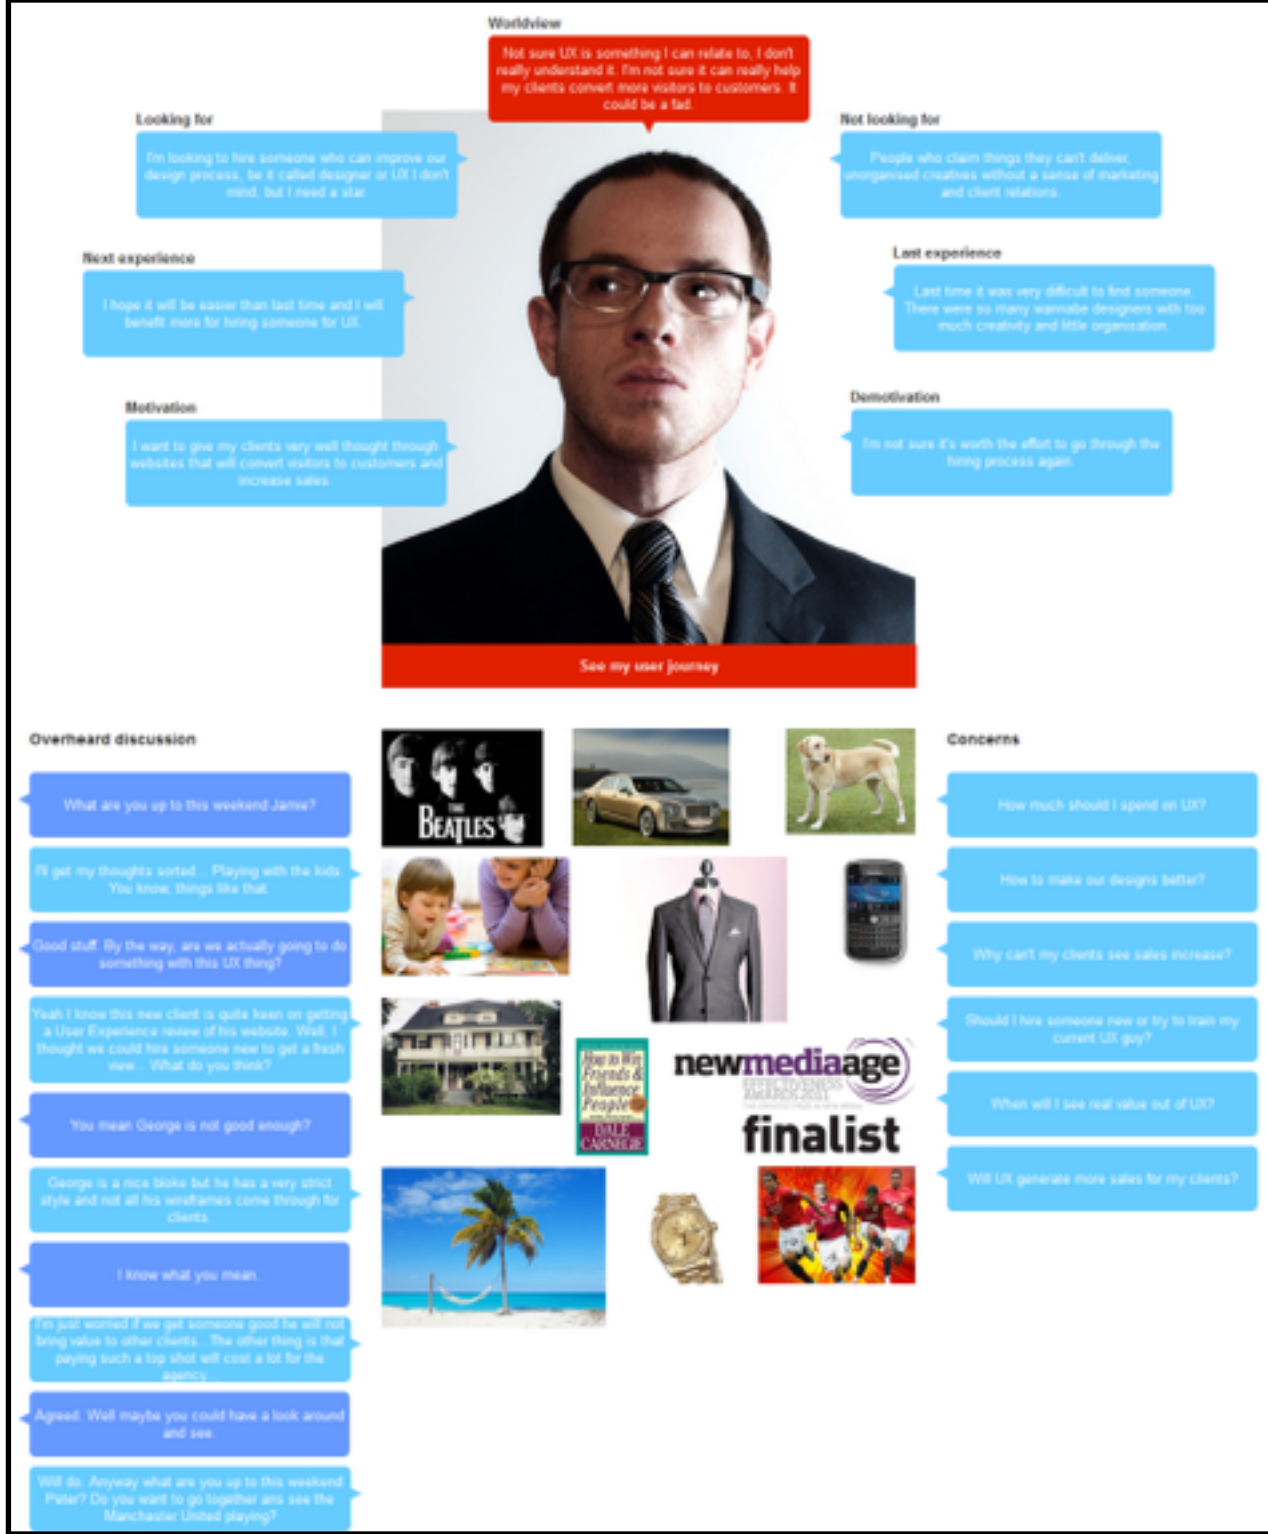 Worldview
Not sure UX is something I can relate to, I don't
really understand it. I'm not sure it can really help
my clients convert more visitors to customers. It
could be a fad.
Looking for
I'm looking to hire someone who can improve our
design process, be it called designer or UX I don't
mind, but I need a star.
Not looking for
People who claim things they can't deliver,
unorganised creatives without a sense of marketing
and client relations.
Next experience
I hope it will be easier than last time and I will
benefit more for hiring someone for UX.
Last experience
Last time it was very difficult to find someone.
There were so many wannabe designers with too
much creativity and little organisation.
Motivation
I want to give my clients very well thought through
websites that will convert visitors to customers and
increase sales.
Demotivation
I'm not sure it's worth the effort to go through the
hiring process again.
See my user journey
Overheard discussion
What are you up to this weekend Jamie?
I'll get my thoughts sorted... Playing with the kids.
You know, things like that.
Good stuff. By the way, are we actually going to do
something with this UX thing?
Yeah I know this new client is quite keen on getting
a User Experience review of his website. Well, I
thought we could hire someone new to get a fresh
view... What do you think?
You mean George is not good enough?
George is a nice bloke but he has a very strict
style and not all his wireframes come through for
clients.
I know what you mean.
I'm just worried if we get someone good he will not
bring value to other clients... The other thing is that
paying such a top shot will cost a lot for the
agency...
Agreed. Well maybe you could have a look around
and see.
Will do. Anyway what are you up to this weekend
Peter? Do you want to go together ans see the
Manchaster United playing?
THE
BEATLES
How to Win
Friends &
Influence
People
DALE
CARNEGIE
newmediaage
EFFECTIVENESS
AWARDS 2011
finalist
Concerns
How much should I spend on UX?
How to make our designs better?
Why can't my clients see sales increase?
Should I hire someone new or try to train my
current UX guy?
When will I see real value out of UX?
Will UX generate more sales for my clients?